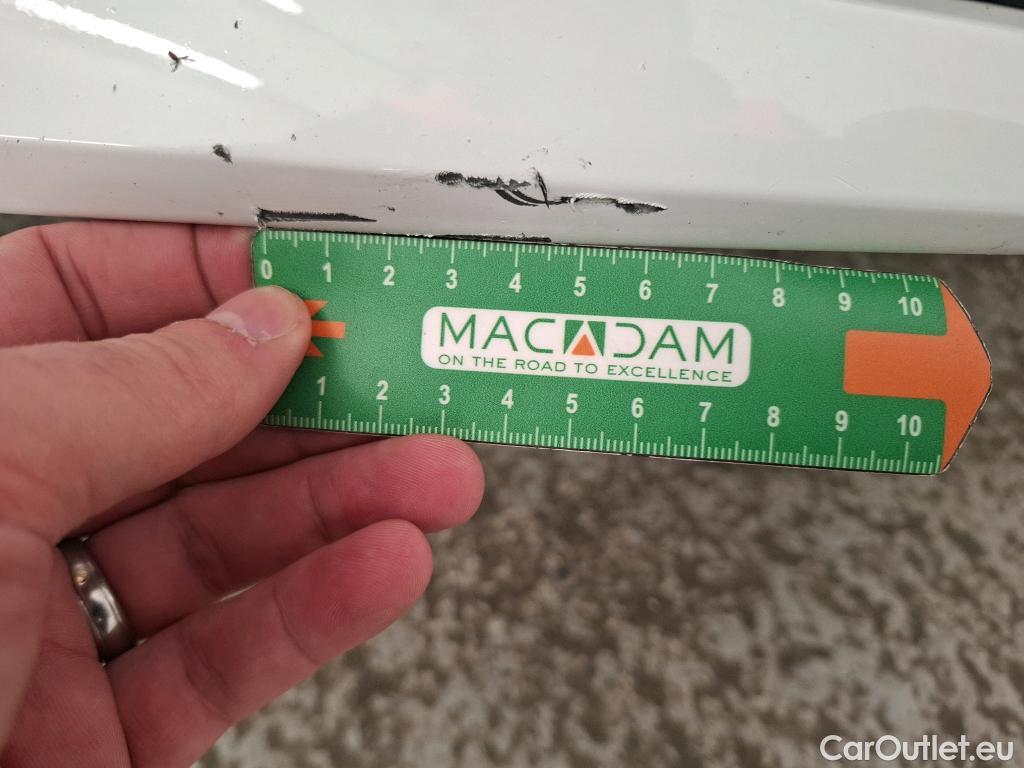 0 1 2 3 4 5 6 7 8 9 10
MACADAM
ON THE ROAD TO EXCELLENCE
1 2 3 4 5 6 7 8 9 10
CarOutlet.eu